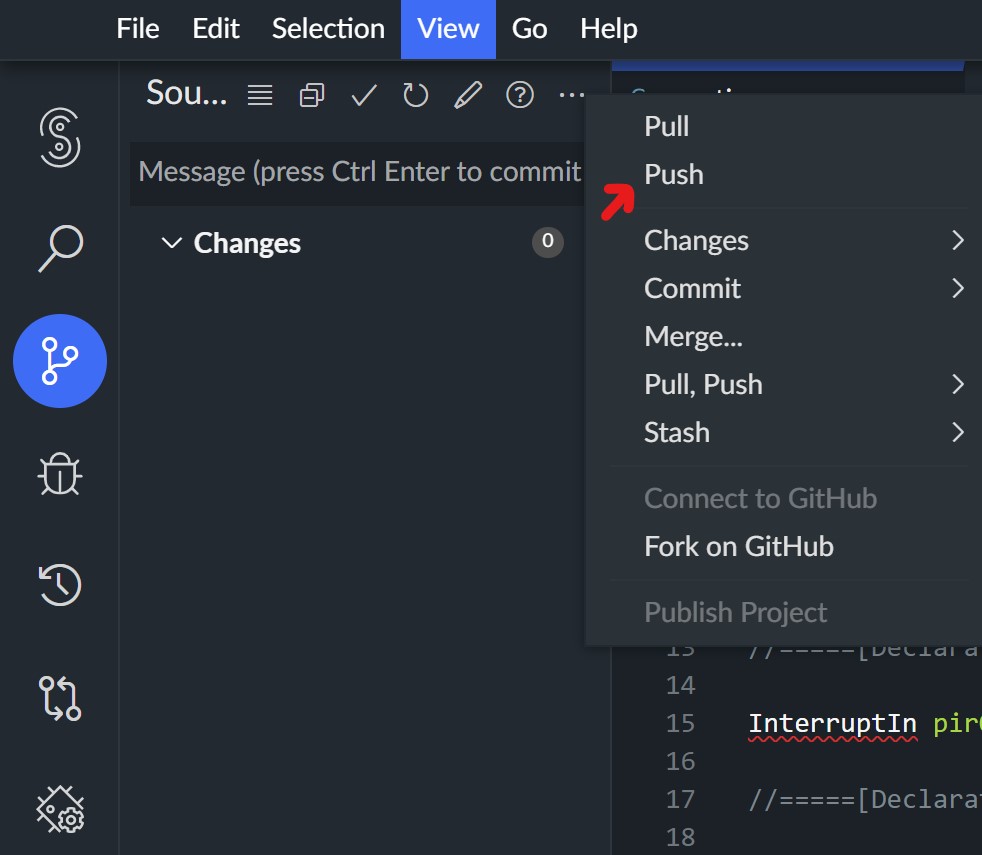 File Edit Selection View Go Help
Sou...
Message (press Ctrl Enter to commit
Changes 0
Pull
Push
Changes
Commit
Merge...
Pull, Push
Stash
Connect to GitHub
Fork on GitHub
Publish Project
13 //=====[Declara
14
15 InterruptIn pir
16
17 //=====[Declarat
18